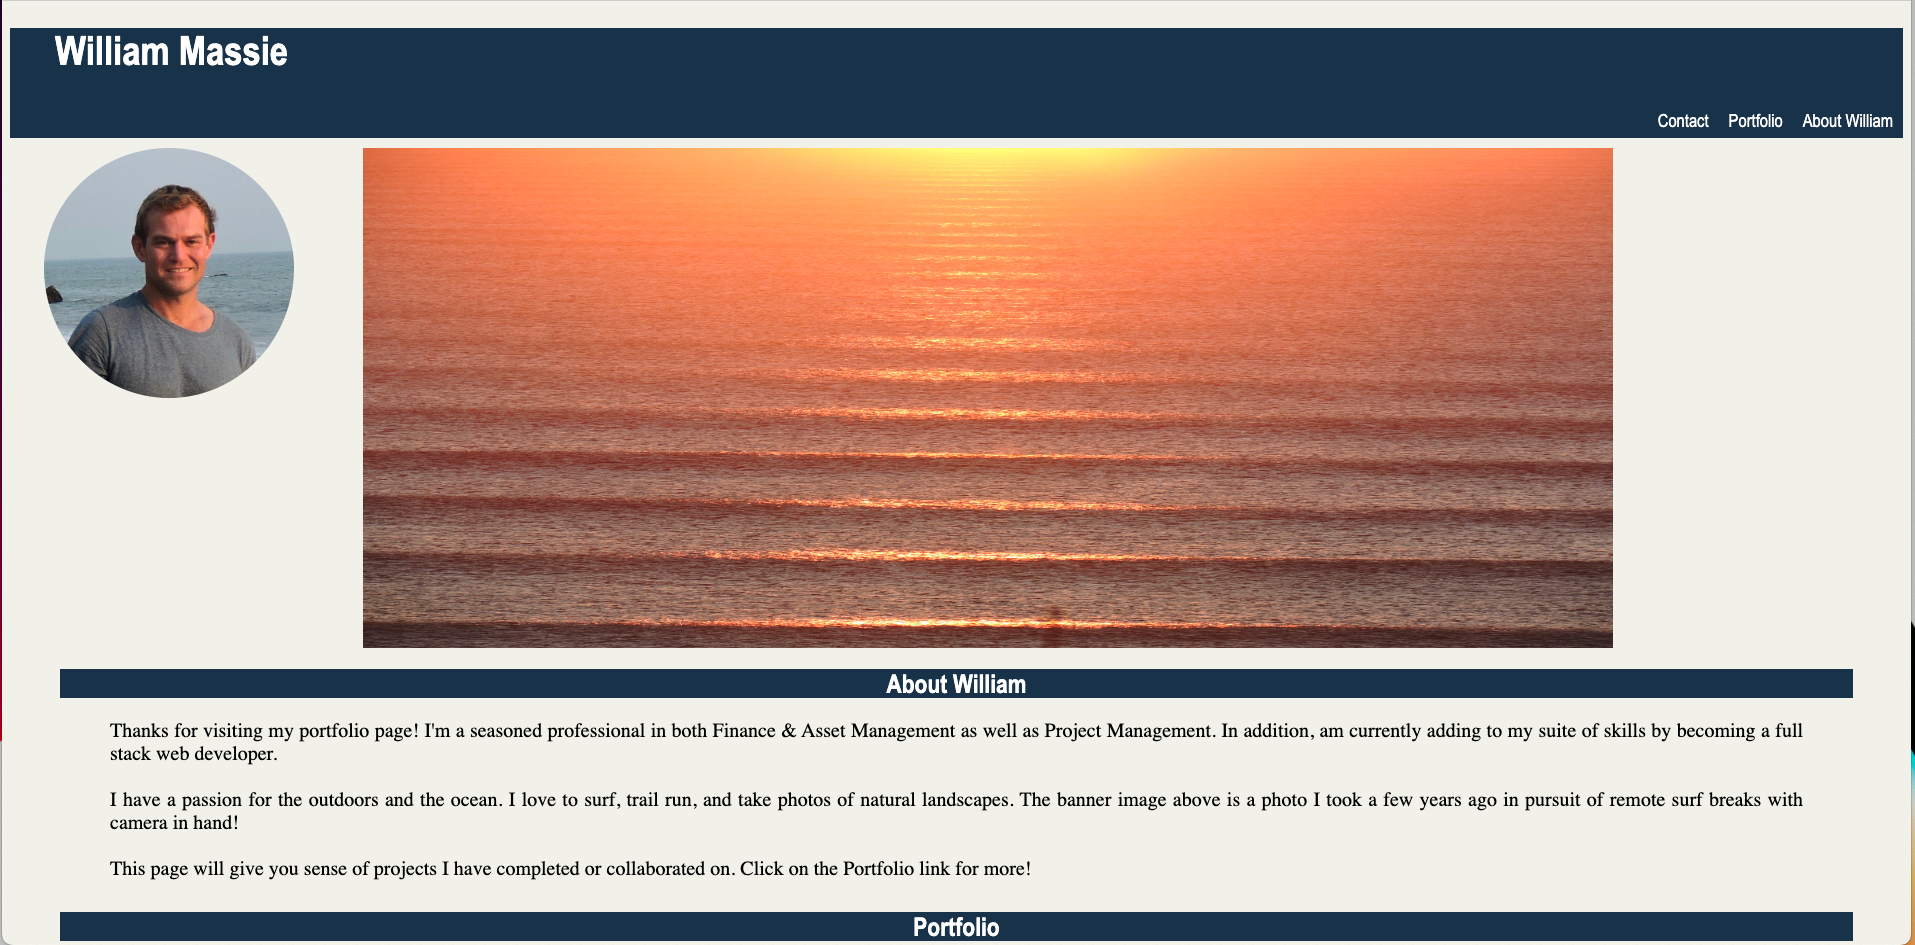 William Massie
Contact Portfolio About William
About William
Thanks for visiting my portfolio page! I'm a seasoned professional in both Finance & Asset Management as well as Project Management. In addition, am currently adding to my suite of skills by becoming a full
stack web developer.
I have a passion for the outdoors and the ocean. I love to surf, trail run, and take photos of natural landscapes. The banner image above is a photo I took a few years ago in pursuit of remote surf breaks with
camera in hand!
This page will give you sense of projects I have completed or collaborated on. Click on the Portfolio link for more!
Portfolio